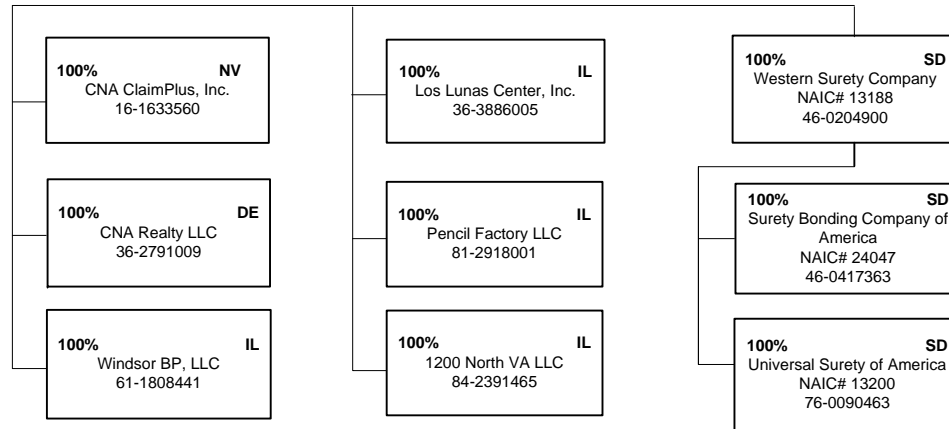 100% NV
CNA ClaimPlus, Inc.
16-1633560
100% DE
CNA Realty LLC
36-2791009
100% IL
Windsor BP, LLC
61-1808441
100% IL
Los Lunas Center, Inc.
36-3886005
100% IL
Pencil Factory LLC
81-2918001
100% IL
1200 North VA LLC
84-2391465
100% SD
Western Surety Company
NAIC# 13188
46-0204900
100% SD
Surety Bonding Company of
America
NAIC# 24047
46-0417363
100% SD
Universal Surety of America
NAIC# 13200
76-0090463